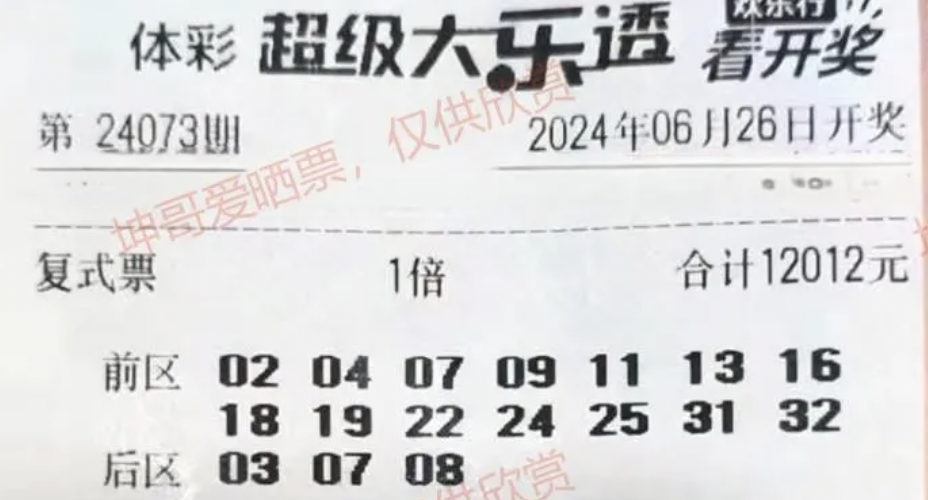 体彩 超级大乐透 欢乐行
看开奖
第 24073期 2024年06月26日开奖
坤哥爱晒票，仅供欣赏
复式票 1倍 合计12012元
前区 02 04 07 09 11 13 16
18 19 22 24 25 31 32
后区 03 07 08
供欣赏